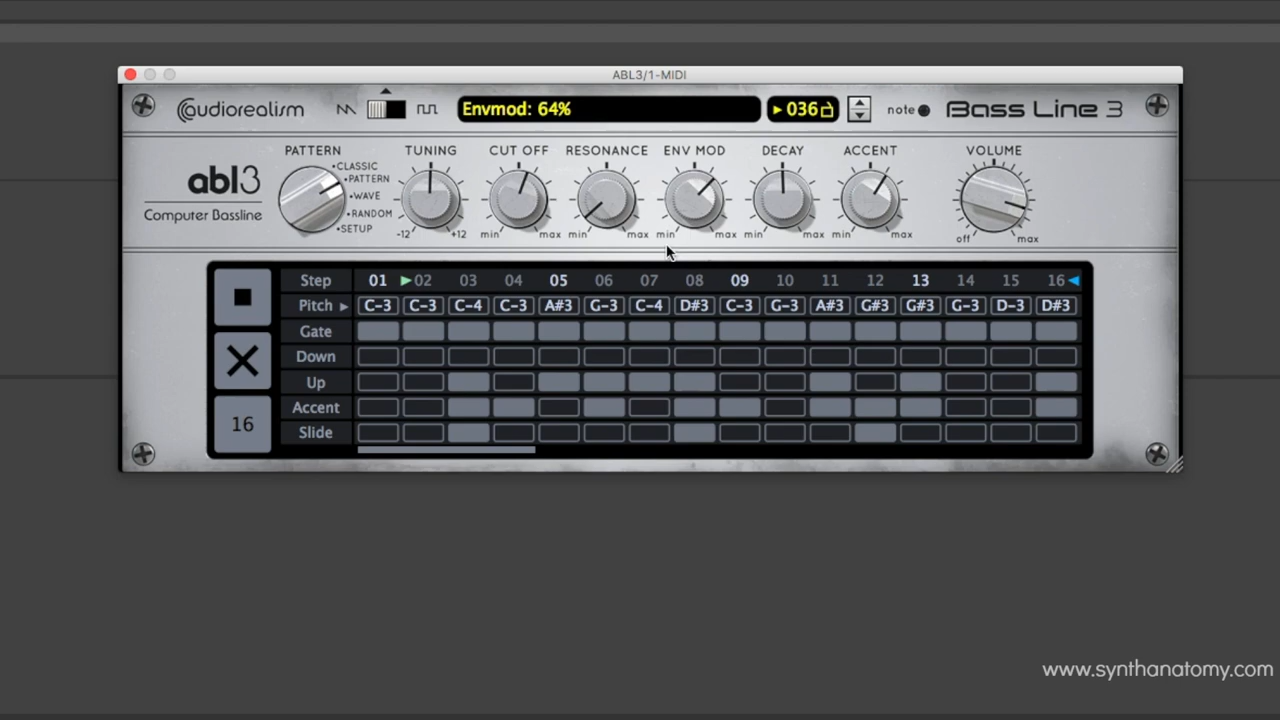 ABL3/1-MIDI
audiorealism
Envmod: 64%
036
note
Bass Line 3
PATTERN
TUNING
CUT OFF
RESONANCE
ENV MOD
DECAY
ACCENT
VOLUME
abl3
Computer Bassline
CLASSIC
PATTERN
WAVE
RANDOM
SETUP
-12 +12
min max
min max
min max
min max
min max
off max
Step 01 02 03 04 05 06 07 08 09 10 11 12 13 14 15 16
Pitch C-3 C-3 C-4 C-3 A#3 G-3 C-4 D#3 C-3 G-3 A#3 G#3 G#3 G-3 D-3 D#3
Gate
Down
Up
Accent
Slide
16
www.synthanatomy.com